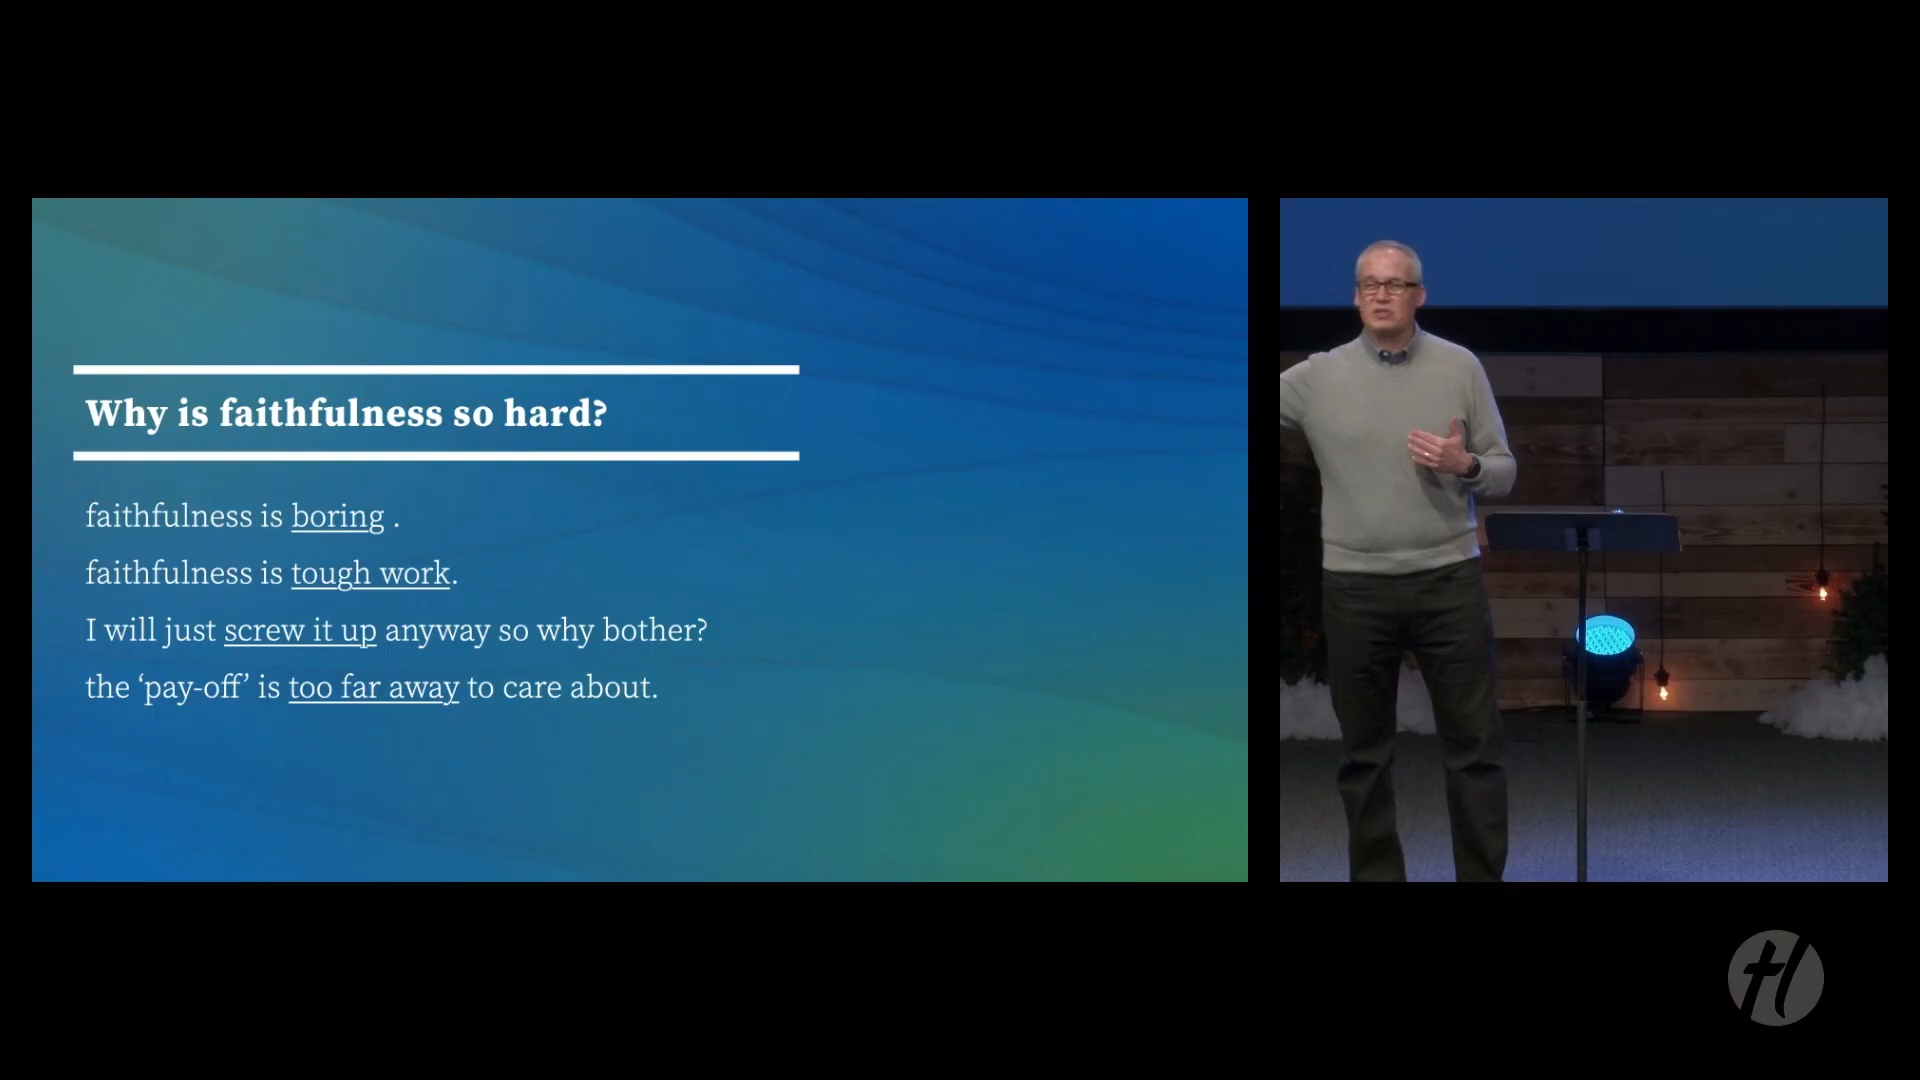 Why is faithfulness so hard?
faithfulness is boring .
faithfulness is tough work.
I will just screw it up anyway so why bother?
the ‘pay-off’ is too far away to care about.